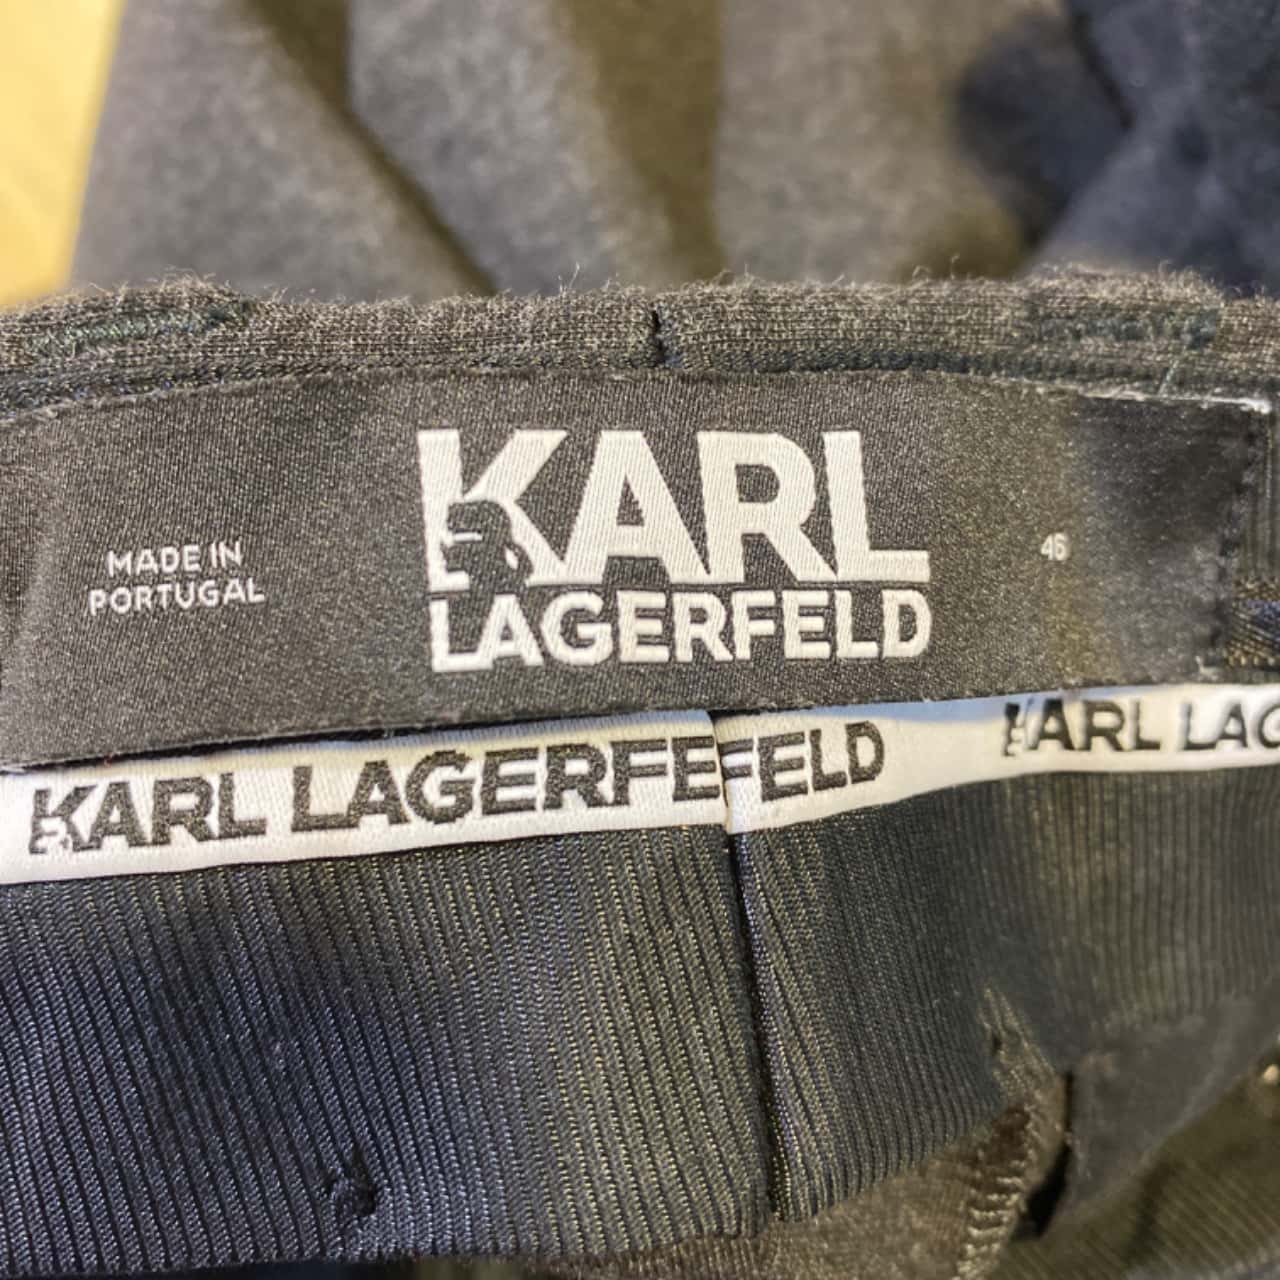 MADE IN
PORTUGAL
KARL
LAGERFELD
46
KARL LAGERFEFELD
KARL LAG